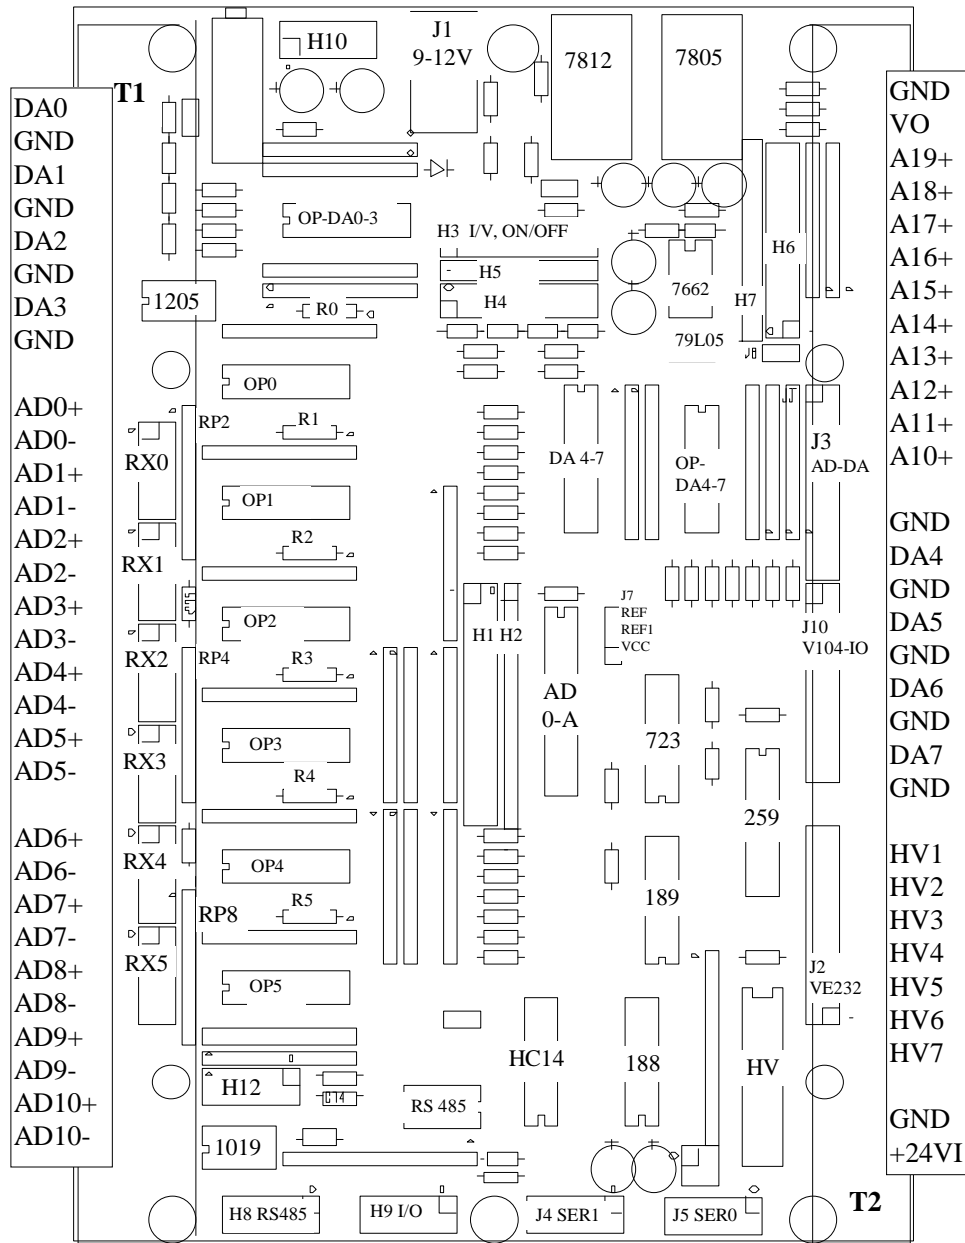 T1
DA0
GND
DA1
GND
DA2
GND
DA3
GND
AD0+
AD0-
AD1+
AD1-
AD2+
AD2-
AD3+
AD3-
AD4+
AD4-
AD5+
AD5-
AD6+
AD6-
AD7+
AD7-
AD8+
AD8-
AD9+
AD9-
AD10+
AD10-
H10
J1
9-12V
7812
7805
OP-DA0-3
H3 I/V, ON/OFF
H5
H4
H6
H7
7662
79L05
1205
R0
OP0
RP2
R1
RX0
OP1
R2
RX1
OP2
RX2
RP4
R3
OP3
RX3
R4
OP4
RX4
R5
RP8
RX5
OP5
H12
C14
1019
RS 485
DA 4-7
OP-
DA4-7
J3
AD-DA
J7
REF
REF1
VCC
H1 H2
AD
0-A
J10
V104-IO
723
259
189
J2
VE232
HC14
188
HV
H8 RS485
H9 I/O
J4 SER1
J5 SER0
GND
VO
A19+
A18+
A17+
A16+
A15+
A14+
A13+
A12+
A11+
A10+
GND
DA4
GND
DA5
GND
DA6
GND
DA7
GND
HV1
HV2
HV3
HV4
HV5
HV6
HV7
GND
+24VI
T2